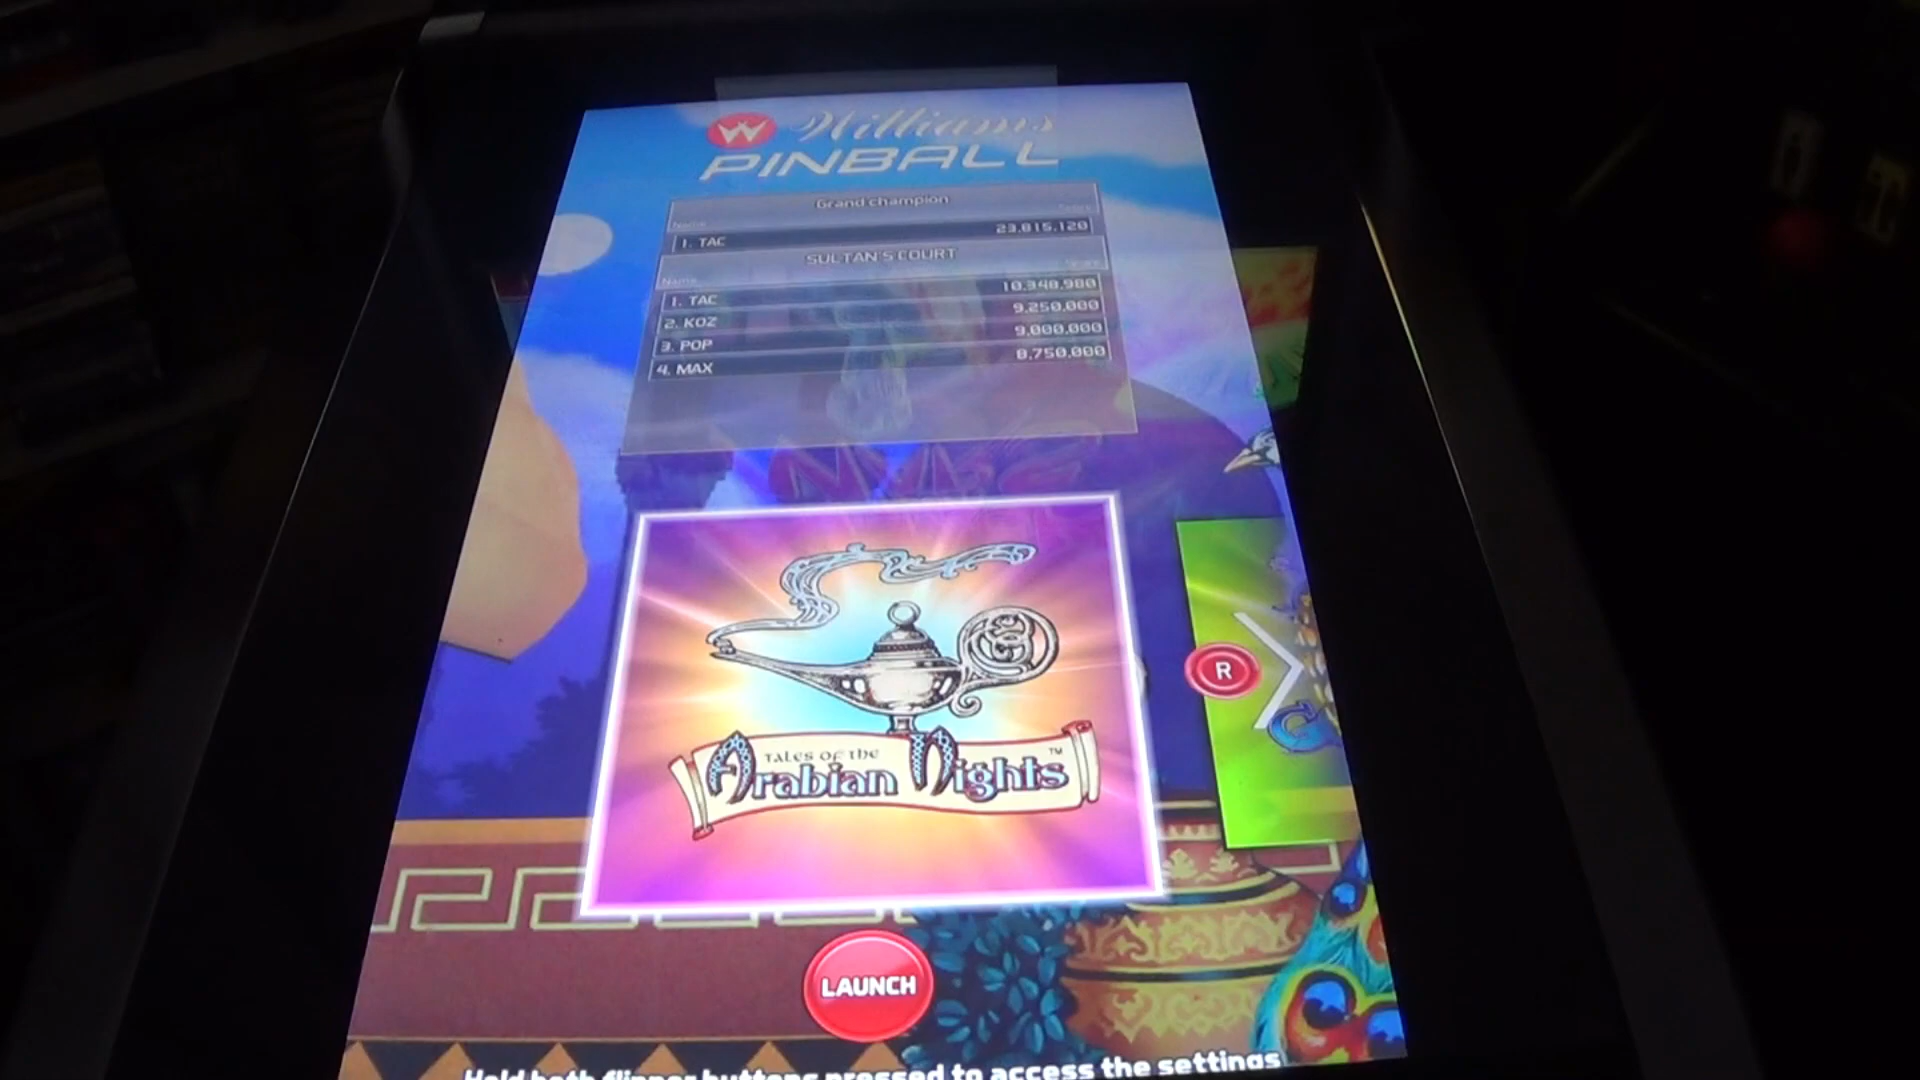 W Williams
PINBALL
Grand champion
Name Score
1. TAC 23.815.120
SULTAN'S COURT
Name Score
1. TAC 10,348,980
2. KOZ 9,250,000
3. POP 9,000,000
4. MAX 8,750,000
TALES OF THE
Arabian Nights™
R
LAUNCH
Hold both flipper buttons pressed to access the settings